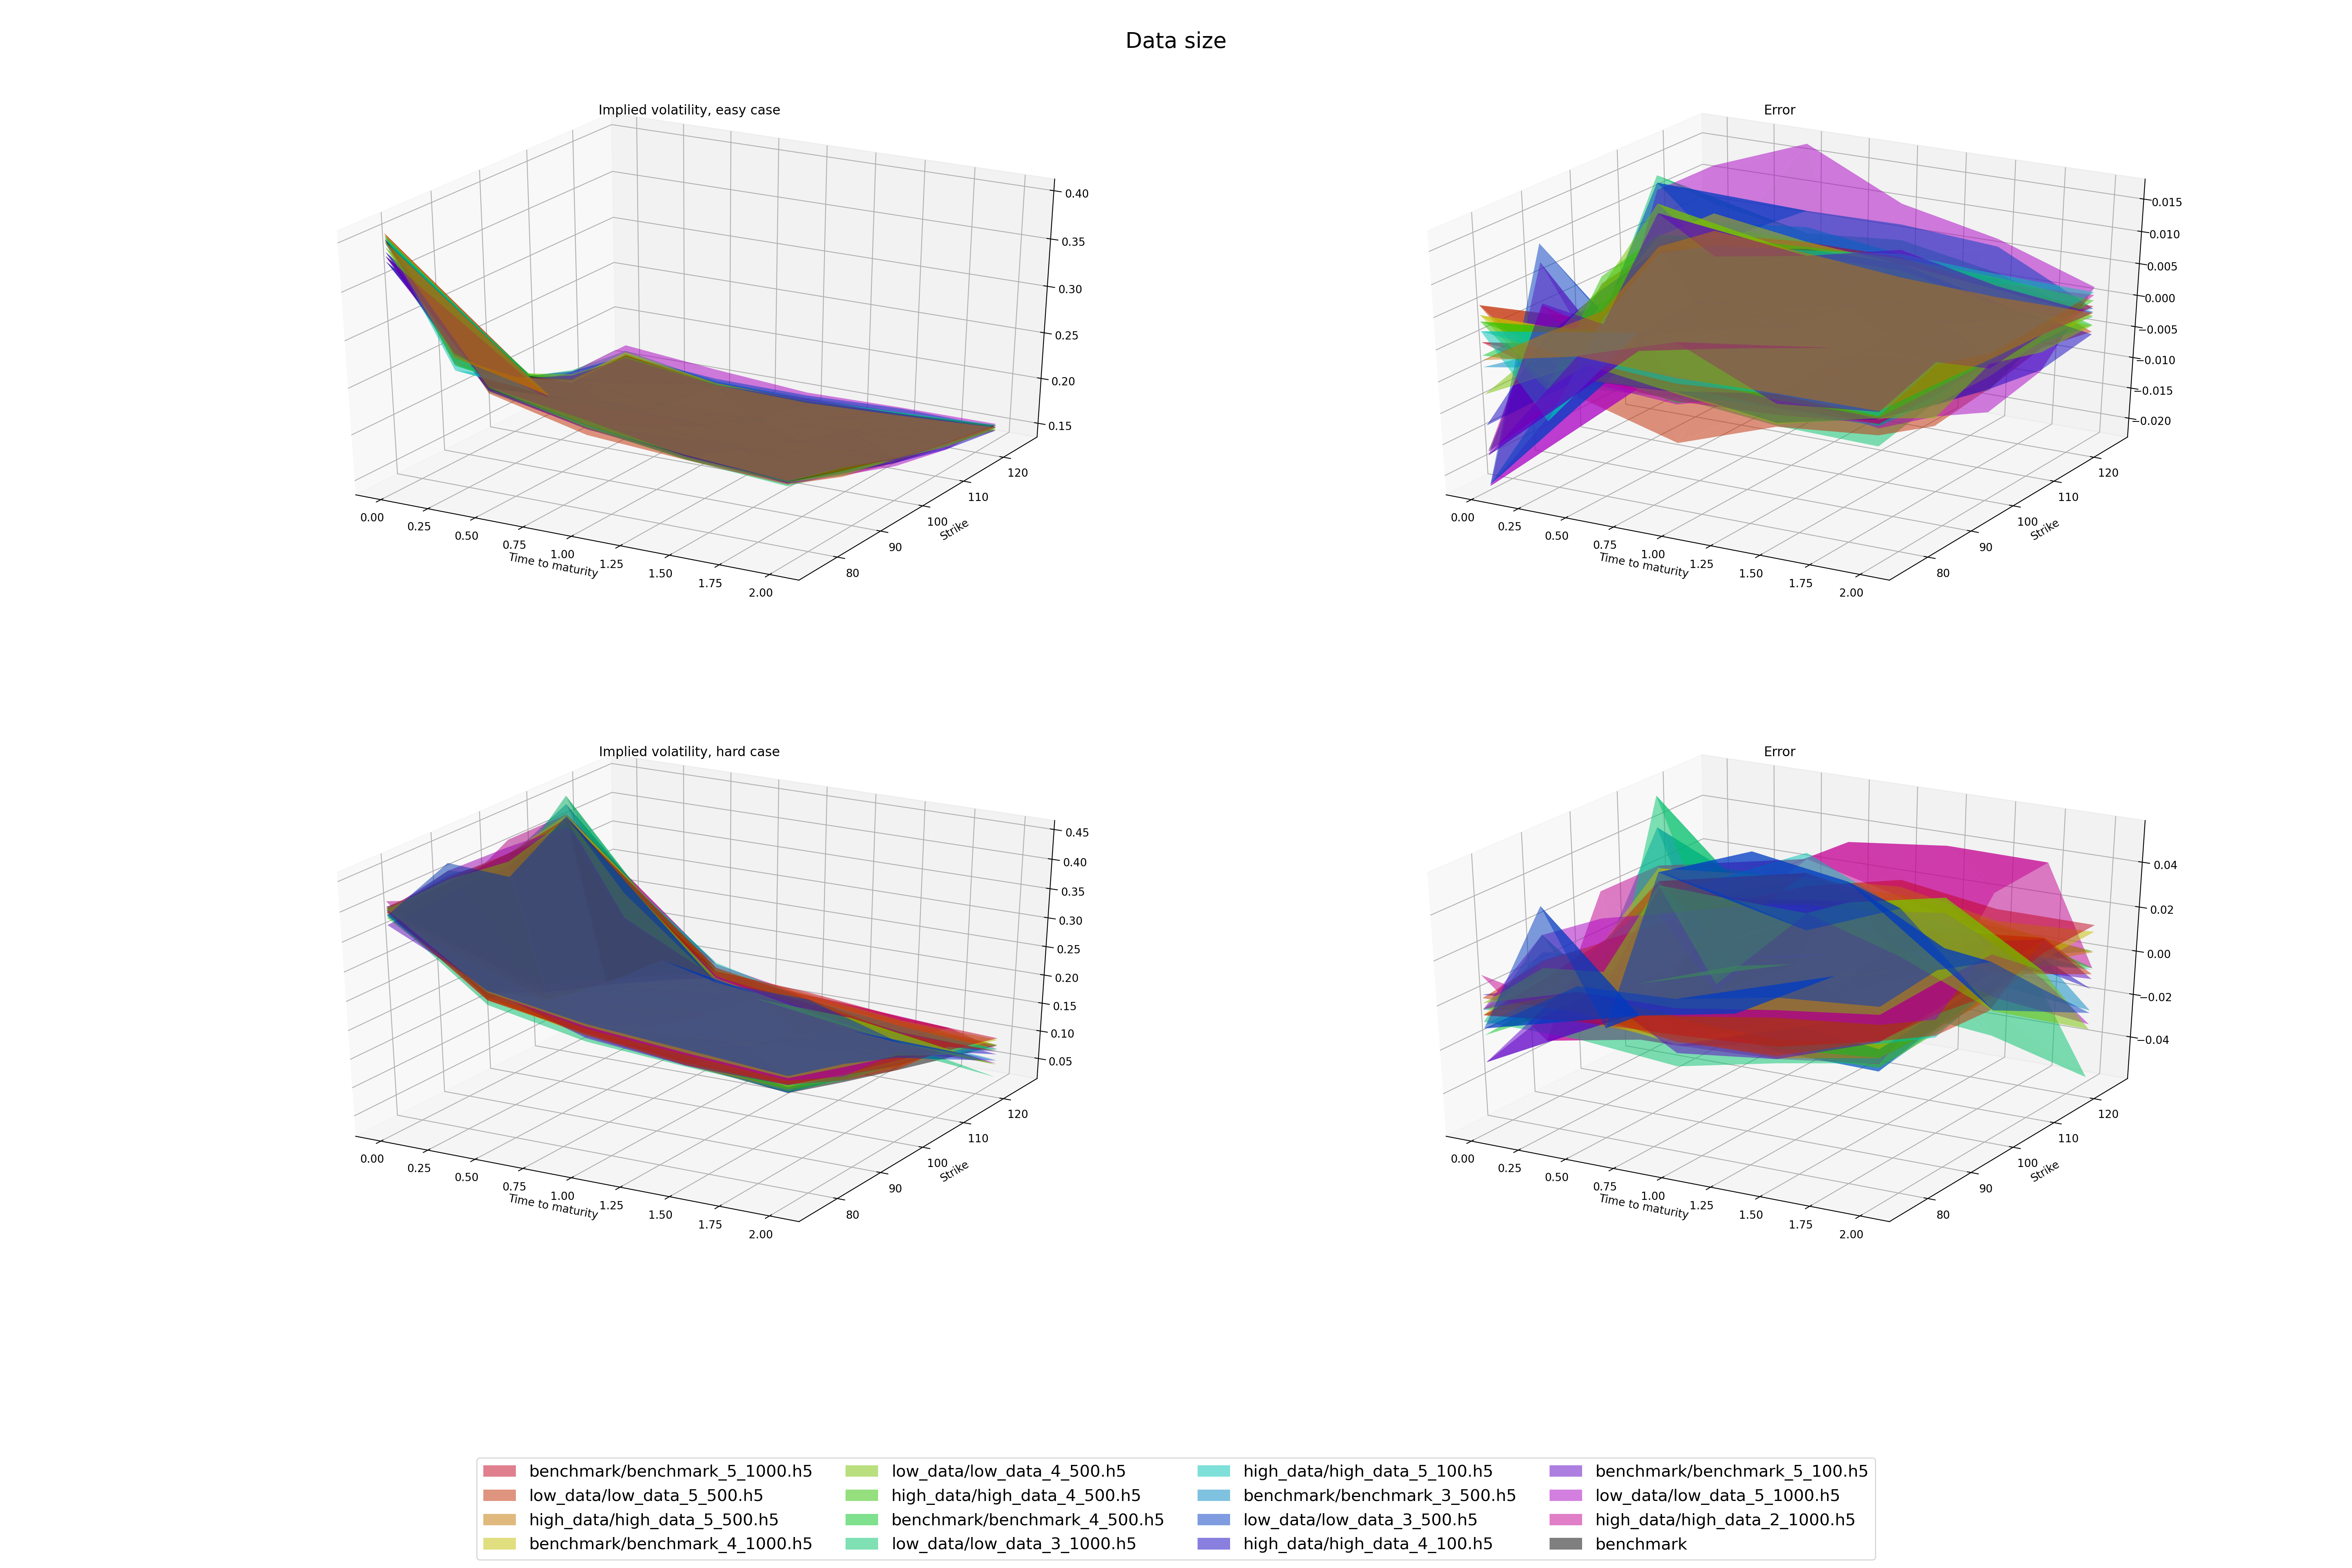 Data size
Implied volatility, easy case
0.40
0.35
0.30
0.25
0.20
0.15
120
110
100
90
80
Strike
0.00
0.25
0.50
0.75
1.00
1.25
1.50
1.75
2.00
Time to maturity
Error
0.015
0.010
0.005
0.000
−0.005
−0.010
−0.015
−0.020
120
110
100
90
80
Strike
0.00
0.25
0.50
0.75
1.00
1.25
1.50
1.75
2.00
Time to maturity
Implied volatility, hard case
0.45
0.40
0.35
0.30
0.25
0.20
0.15
0.10
0.05
120
110
100
90
80
Strike
0.00
0.25
0.50
0.75
1.00
1.25
1.50
1.75
2.00
Time to maturity
Error
0.04
0.02
0.00
−0.02
−0.04
120
110
100
90
80
Strike
0.00
0.25
0.50
0.75
1.00
1.25
1.50
1.75
2.00
Time to maturity
benchmark/benchmark_5_1000.h5
low_data/low_data_5_500.h5
high_data/high_data_5_500.h5
benchmark/benchmark_4_1000.h5
low_data/low_data_4_500.h5
high_data/high_data_4_500.h5
benchmark/benchmark_4_500.h5
low_data/low_data_3_1000.h5
high_data/high_data_5_100.h5
benchmark/benchmark_3_500.h5
low_data/low_data_3_500.h5
high_data/high_data_4_100.h5
benchmark/benchmark_5_100.h5
low_data/low_data_5_1000.h5
high_data/high_data_2_1000.h5
benchmark